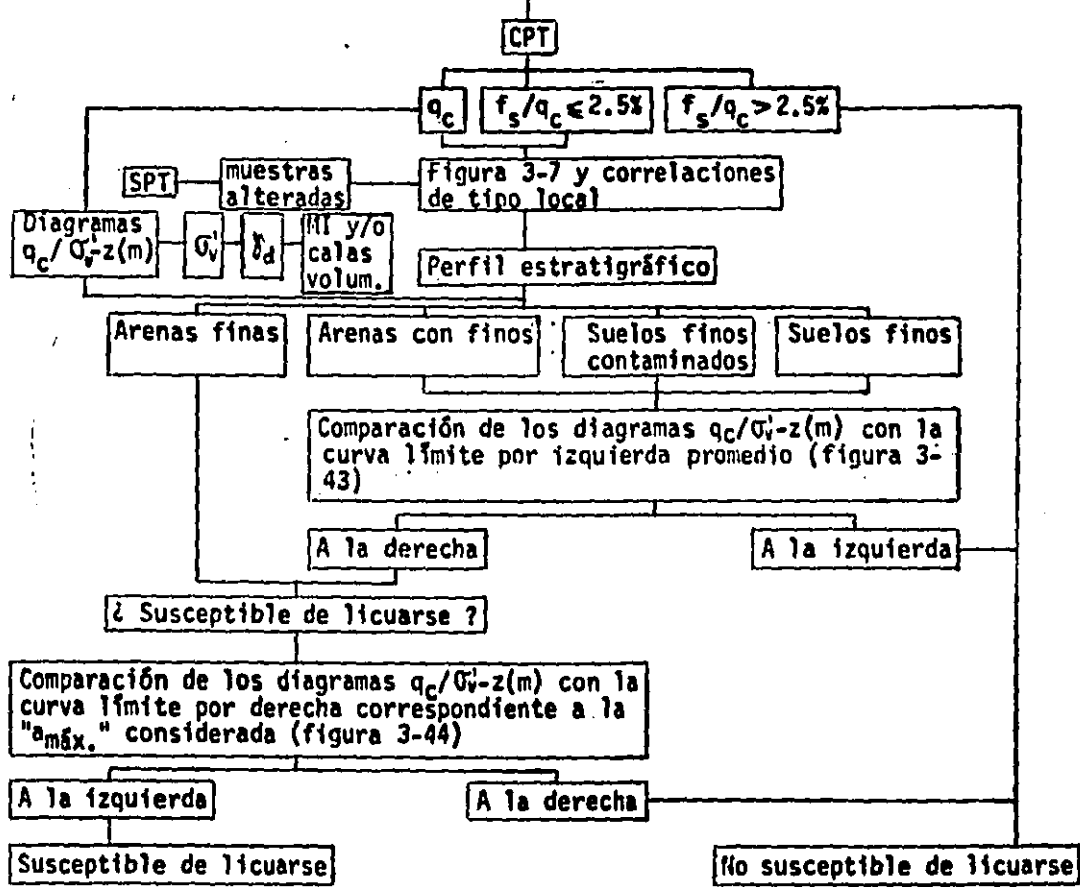 CPT
q_c
f_s/q_c ≤ 2.5%
f_s/q_c > 2.5%
SPT
muestras
alteradas
Figura 3-7 y correlaciones
de tipo local
Diagramas
q_c/σ'_v-z(m)
σ'_v
γ_d
MI y/o
calas
volum.
Perfil estratigráfico
Arenas finas
Arenas con finos
Suelos finos
contaminados
Suelos finos
Comparación de los diagramas q_c/σ'_v-z(m) con la
curva límite por izquierda promedio (figura 3-
43)
A la derecha
A la izquierda
¿ Susceptible de licuarse ?
Comparación de los diagramas q_c/σ'_v-z(m) con la
curva límite por derecha correspondiente a la
"a_máx." considerada (figura 3-44)
A la izquierda
A la derecha
Susceptible de licuarse
No susceptible de licuarse